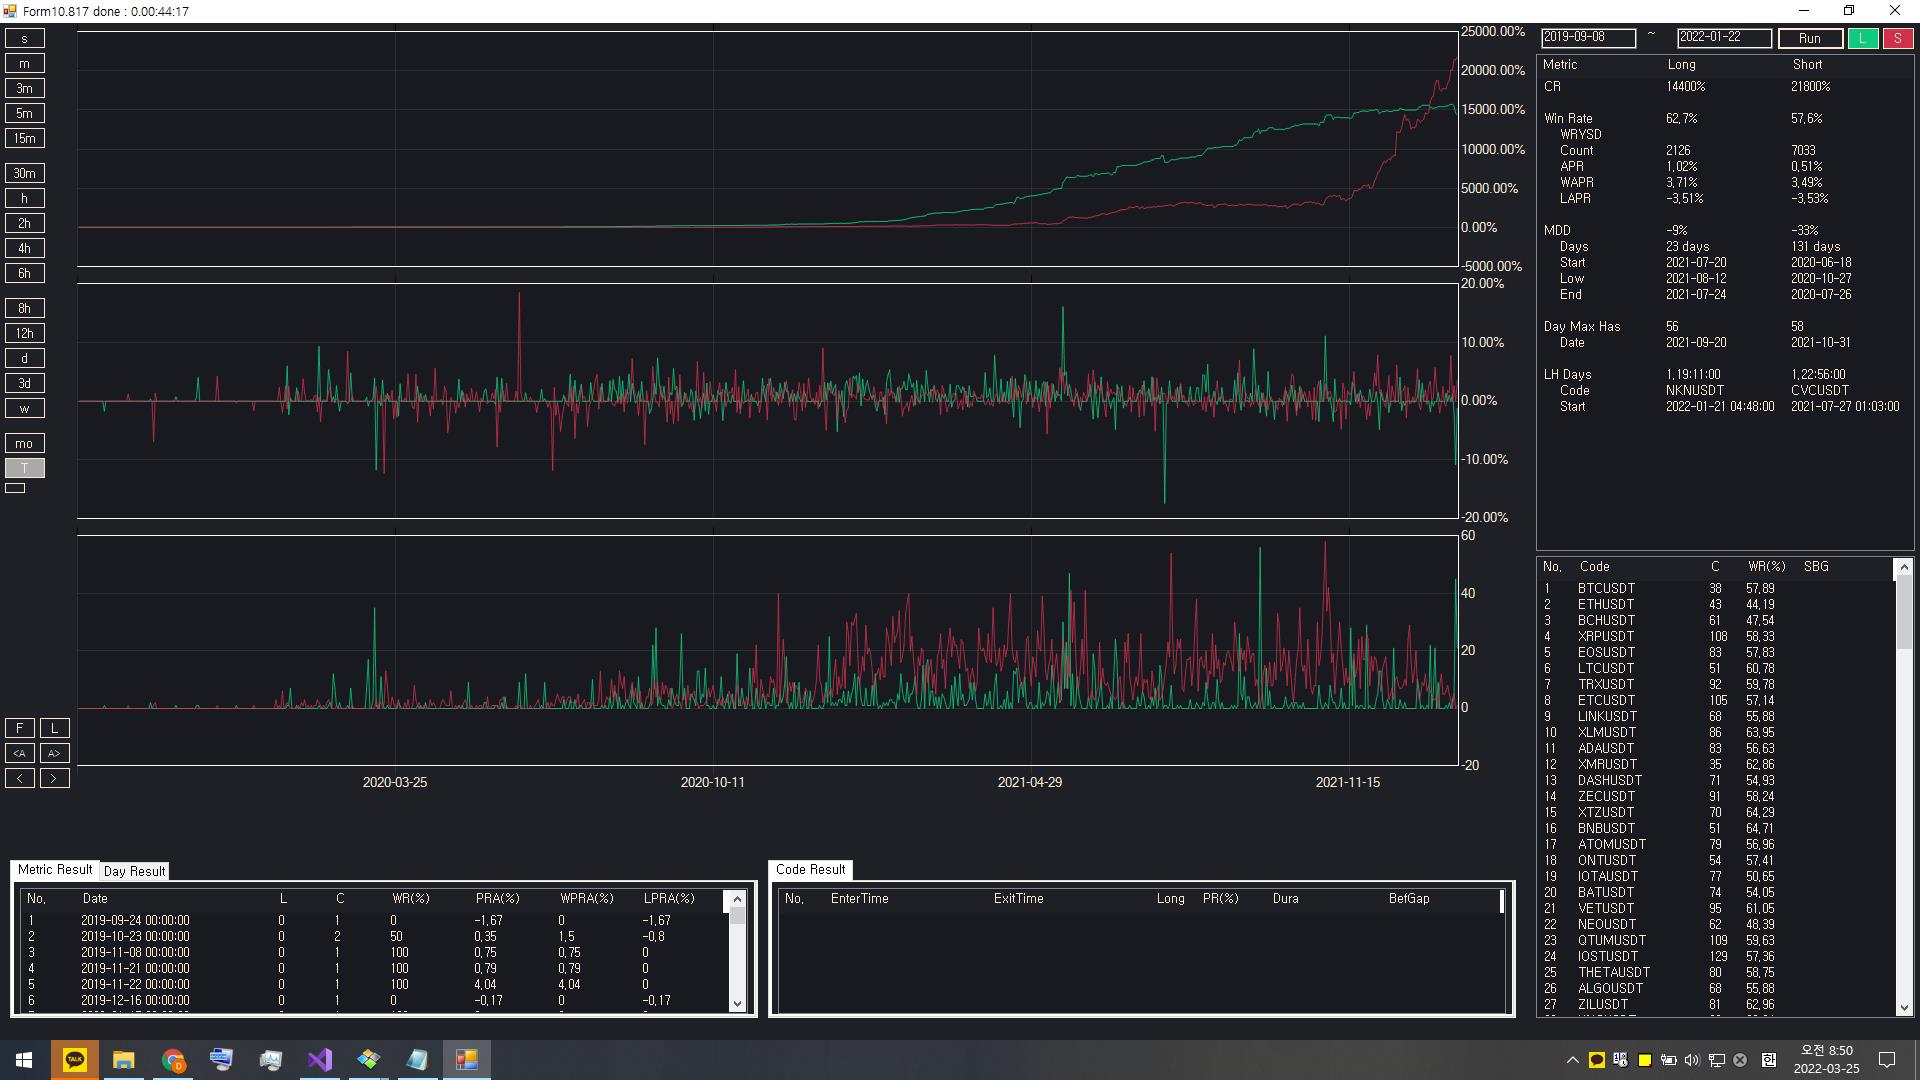 Form10.817 done : 0.00:44:17
s
m
3m
5m
15m
30m
h
2h
4h
6h
8h
12h
d
3d
w
mo
T
F L
<A A>
< >
25000.00%
20000.00%
15000.00%
10000.00%
5000.00%
0.00%
-5000.00%
20.00%
10.00%
0.00%
-10.00%
-20.00%
60
40
20
0
-20
2020-03-25 2020-10-11 2021-04-29 2021-11-15
2019-09-08 ~ 2022-01-22 Run L S
Metric Long Short
CR 14400% 21800%
Win Rate 62,7% 57,6%
WRYSD
Count 2126 7033
APR 1,02% 0,51%
WAPR 3,71% 3,49%
LAPR -3,51% -3,53%
MDD -9% -33%
Days 23 days 131 days
Start 2021-07-20 2020-06-18
Low 2021-08-12 2020-10-27
End 2021-07-24 2020-07-26
Day Max Has 56 58
Date 2021-09-20 2021-10-31
LH Days 1,19:11:00 1,22:56:00
Code NKNUSDT CVCUSDT
Start 2022-01-21 04:48:00 2021-07-27 01:03:00
No, Code C WR(%) SBG
1 BTCUSDT 38 57,89
2 ETHUSDT 43 44,19
3 BCHUSDT 61 47,54
4 XRPUSDT 108 58,33
5 EOSUSDT 83 57,83
6 LTCUSDT 51 60,78
7 TRXUSDT 92 59,78
8 ETCUSDT 105 57,14
9 LINKUSDT 68 55,88
10 XLMUSDT 86 63,95
11 ADAUSDT 83 56,63
12 XMRUSDT 35 62,86
13 DASHUSDT 71 54,93
14 ZECUSDT 91 58,24
15 XTZUSDT 70 64,29
16 BNBUSDT 51 64,71
17 ATOMUSDT 79 56,96
18 ONTUSDT 54 57,41
19 IOTAUSDT 77 50,65
20 BATUSDT 74 54,05
21 VETUSDT 95 61,05
22 NEOUSDT 62 48,39
23 QTUMUSDT 109 59,63
24 IOSTUSDT 129 57,36
25 THETAUSDT 80 58,75
26 ALGOUSDT 68 55,88
27 ZILUSDT 81 62,96
Metric Result Day Result
No, Date L C WR(%) PRA(%) WPRA(%) LPRA(%)
1 2019-09-24 00:00:00 0 1 0 -1,67 0 -1,67
2 2019-10-23 00:00:00 0 2 50 0,35 1,5 -0,8
3 2019-11-08 00:00:00 0 1 100 0,75 0,75 0
4 2019-11-21 00:00:00 0 1 100 0,79 0,79 0
5 2019-11-22 00:00:00 0 1 100 4,04 4,04 0
6 2019-12-16 00:00:00 0 1 0 -0,17 0 -0,17
Code Result
No, EnterTime ExitTime Long PR(%) Dura BefGap
TALK
오전 8:50
2022-03-25